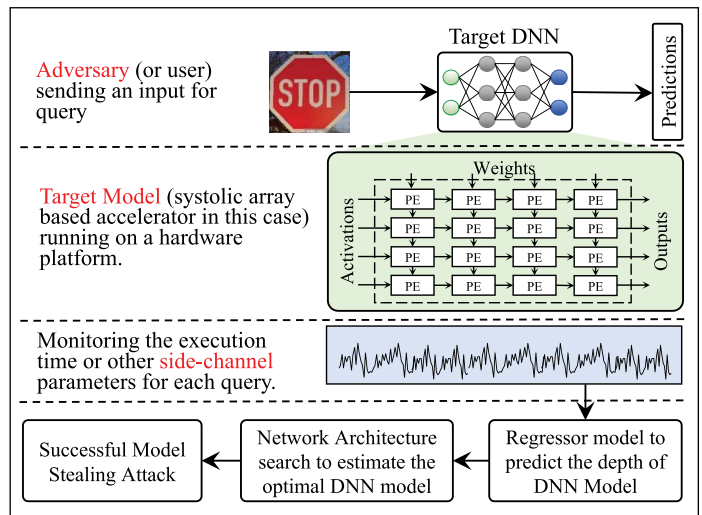 Target DNN
Adversary (or user)
sending an input for
query
STOP
Predictions
Target Model (systolic array
based accelerator in this case)
running on a hardware
platform.
Weights
Activations
PE PE PE PE
PE PE PE PE
PE PE PE PE
PE PE PE PE
Outputs
Monitoring the execution
time or other side-channel
parameters for each query.
Successful Model
Stealing Attack
Network Architecture
search to estimate the
optimal DNN model
Regressor model to
predict the depth of
DNN Model